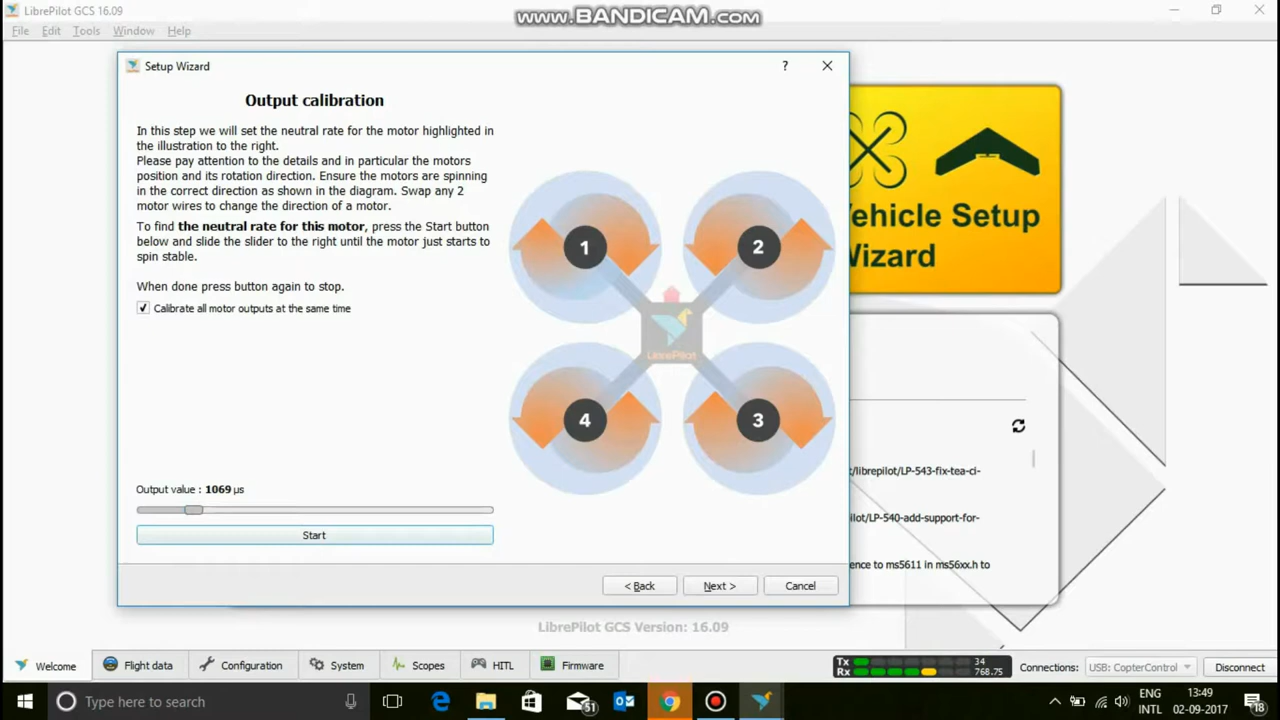 LibrePilot GCS 16.09
www.BANDICAM.com
File Edit Tools Window Help
Setup Wizard
?
Output calibration
In this step we will set the neutral rate for the motor highlighted in
the illustration to the right.
Please pay attention to the details and in particular the motors
position and its rotation direction. Ensure the motors are spinning
in the correct direction as shown in the diagram. Swap any 2
motor wires to change the direction of a motor.
To find the neutral rate for this motor, press the Start button
below and slide the slider to the right until the motor just starts to
spin stable.
When done press button again to stop.
Calibrate all motor outputs at the same time
1
2
LibrePilot
4
3
Output value : 1069 µs
Start
< Back
Next >
Cancel
ehicle Setup
izard
t/librepilot/LP-543-fix-tea-ci-
ilot/LP-540-add-support-for-
ence to ms5611 in ms56xx.h to
LibrePilot GCS Version: 16.09
Welcome
Flight data
Configuration
System
Scopes
HITL
Firmware
Tx 34
Rx 768.75
Connections: USB: CopterControl
Disconnect
Type here to search
51
ENG
INTL
13:49
02-09-2017
18